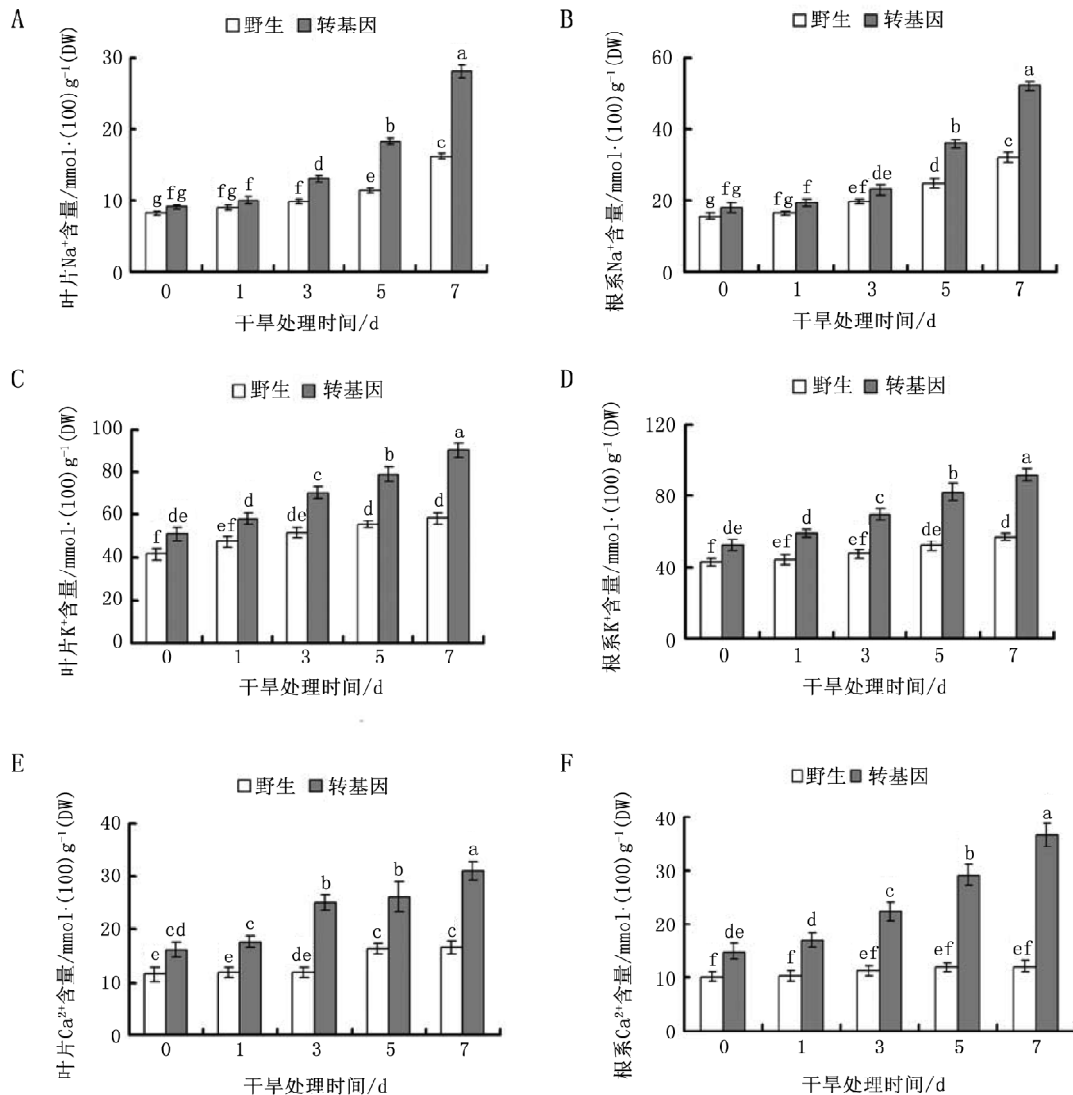 A
野生 转基因
叶片Na⁺含量/mmol·(100)g⁻¹(DW)
30
20
10
0
g fg fg f f d e b c a
0 1 3 5 7
干旱处理时间/d
B
野生 转基因
根系Na⁺含量/mmol·(100)g⁻¹(DW)
60
40
20
0
g fg fg f ef de d b c a
0 1 3 5 7
干旱处理时间/d
C
野生 转基因
叶片K⁺含量/mmol·(100)g⁻¹(DW)
100
80
60
40
20
0
f de ef d de c d b d a
0 1 3 5 7
干旱处理时间/d
D
野生 转基因
根系K⁺含量/mmol·(100)g⁻¹(DW)
120
80
40
0
f de ef d ef c de b d a
0 1 3 5 7
干旱处理时间/d
E
野生 转基因
叶片Ca²⁺含量/mmol·(100)g⁻¹(DW)
40
30
20
10
0
e cd e c de b c b c a
0 1 3 5 7
干旱处理时间/d
F
野生 转基因
根系Ca²⁺含量/mmol·(100)g⁻¹(DW)
40
30
20
10
0
f de f d ef c ef b ef a
0 1 3 5 7
干旱处理时间/d